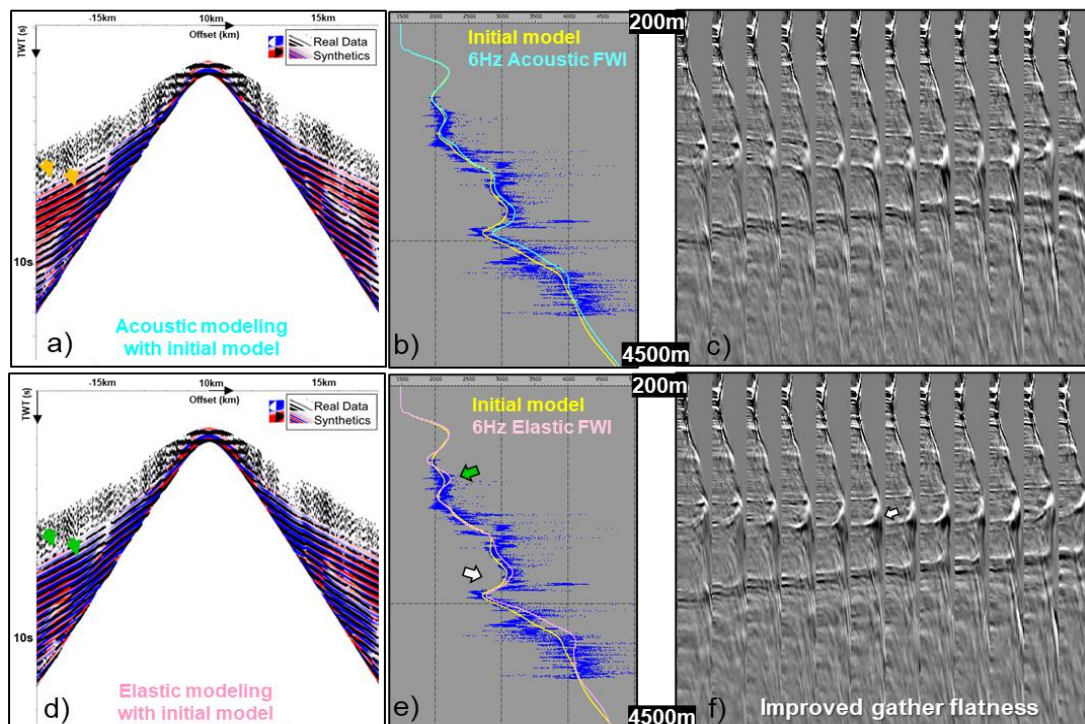 -15km
10km
15km
TWT (s)
Offset (km)
Real Data
Synthetics
10s
Acoustic modeling
with initial model
a)
1500 2000 2500 3000 3500 4000 4500
Initial model
6Hz Acoustic FWI
b)
200m
4500m
c)
-15km
10km
15km
TWT (s)
Offset (km)
Real Data
Synthetics
10s
Elastic modeling
with initial model
d)
1500 2000 2500 3000 3500 4000 4500
Initial model
6Hz Elastic FWI
e)
200m
4500m
f)
Improved gather flatness